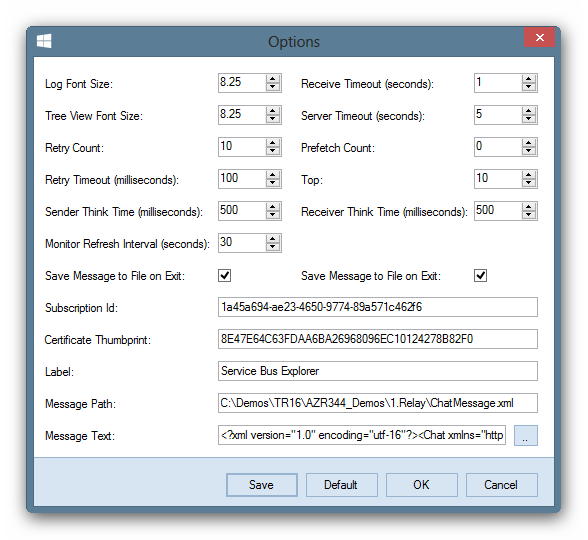 Options
Log Font Size: 8.25 Receive Timeout (seconds): 1
Tree View Font Size: 8.25 Server Timeout (seconds): 5
Retry Count: 10 Prefetch Count: 0
Retry Timeout (milliseconds): 100 Top: 10
Sender Think Time (milliseconds): 500 Receiver Think Time (milliseconds): 500
Monitor Refresh Interval (seconds): 30
Save Message to File on Exit: Save Message to File on Exit:
Subscription Id: 1a45a694-ae23-4650-9774-89a571c462f6
Certificate Thumbprint: 8E47E64C63FDAA6BA26968096EC10124278B82F0
Label: Service Bus Explorer
Message Path: C:\Demos\TR16\AZR344_Demos\1.Relay\ChatMessage.xml
Message Text: <?xml version="1.0" encoding="utf-16"?><Chat xmlns="http ..
Save Default OK Cancel